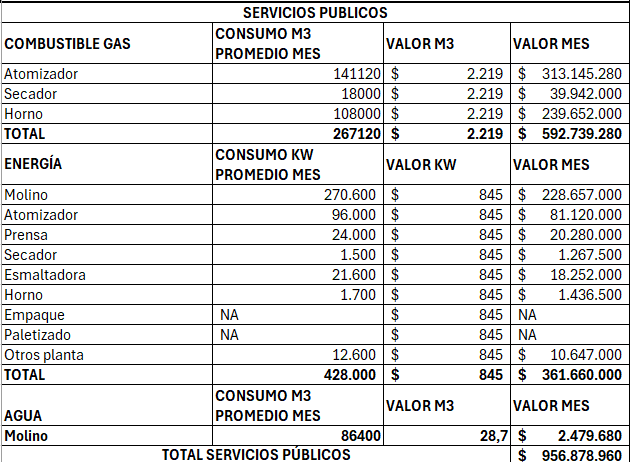 SERVICIOS PUBLICOS
COMBUSTIBLE GAS CONSUMO M3 PROMEDIO MES VALOR M3 VALOR MES
Atomizador 141120 $ 2.219 $ 313.145.280
Secador 18000 $ 2.219 $ 39.942.000
Horno 108000 $ 2.219 $ 239.652.000
TOTAL 267120 $ 2.219 $ 592.739.280
ENERGÍA CONSUMO KW PROMEDIO MES VALOR KW VALOR MES
Molino 270.600 $ 845 $ 228.657.000
Atomizador 96.000 $ 845 $ 81.120.000
Prensa 24.000 $ 845 $ 20.280.000
Secador 1.500 $ 845 $ 1.267.500
Esmaltadora 21.600 $ 845 $ 18.252.000
Horno 1.700 $ 845 $ 1.436.500
Empaque NA $ 845 NA
Paletizado NA $ 845 NA
Otros planta 12.600 $ 845 $ 10.647.000
TOTAL 428.000 $ 845 $ 361.660.000
AGUA CONSUMO M3 PROMEDIO MES VALOR M3 VALOR MES
Molino 86400 28,7 $ 2.479.680
TOTAL SERVICIOS PÚBLICOS $ 956.878.960